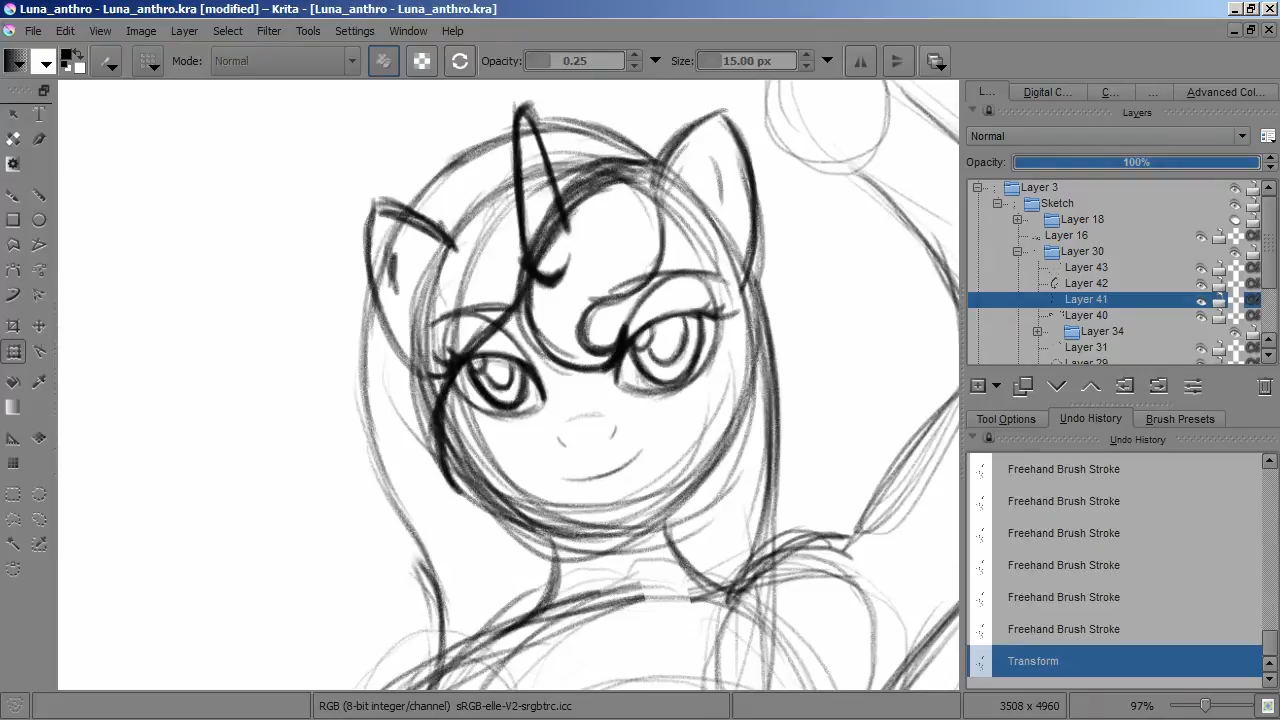 Luna_anthro - Luna_anthro.kra [modified] – Krita - [Luna_anthro - Luna_anthro.kra]
File Edit View Image Layer Select Filter Tools Settings Window Help
Mode: Normal Opacity: 0.25 Size: 15.00 px
L... Digital C... C... ... Advanced Col...
Layers
Normal
Opacity: 100%
Layer 3
Sketch
Layer 18
Layer 16
Layer 30
Layer 43
Layer 42
Layer 41
Layer 40
Layer 34
Layer 31
Layer 29
Tool Options Undo History Brush Presets
Undo History
Freehand Brush Stroke
Freehand Brush Stroke
Freehand Brush Stroke
Freehand Brush Stroke
Freehand Brush Stroke
Freehand Brush Stroke
Transform
RGB (8-bit integer/channel) sRGB-elle-V2-srgbtrc.icc 3508 x 4960 97%